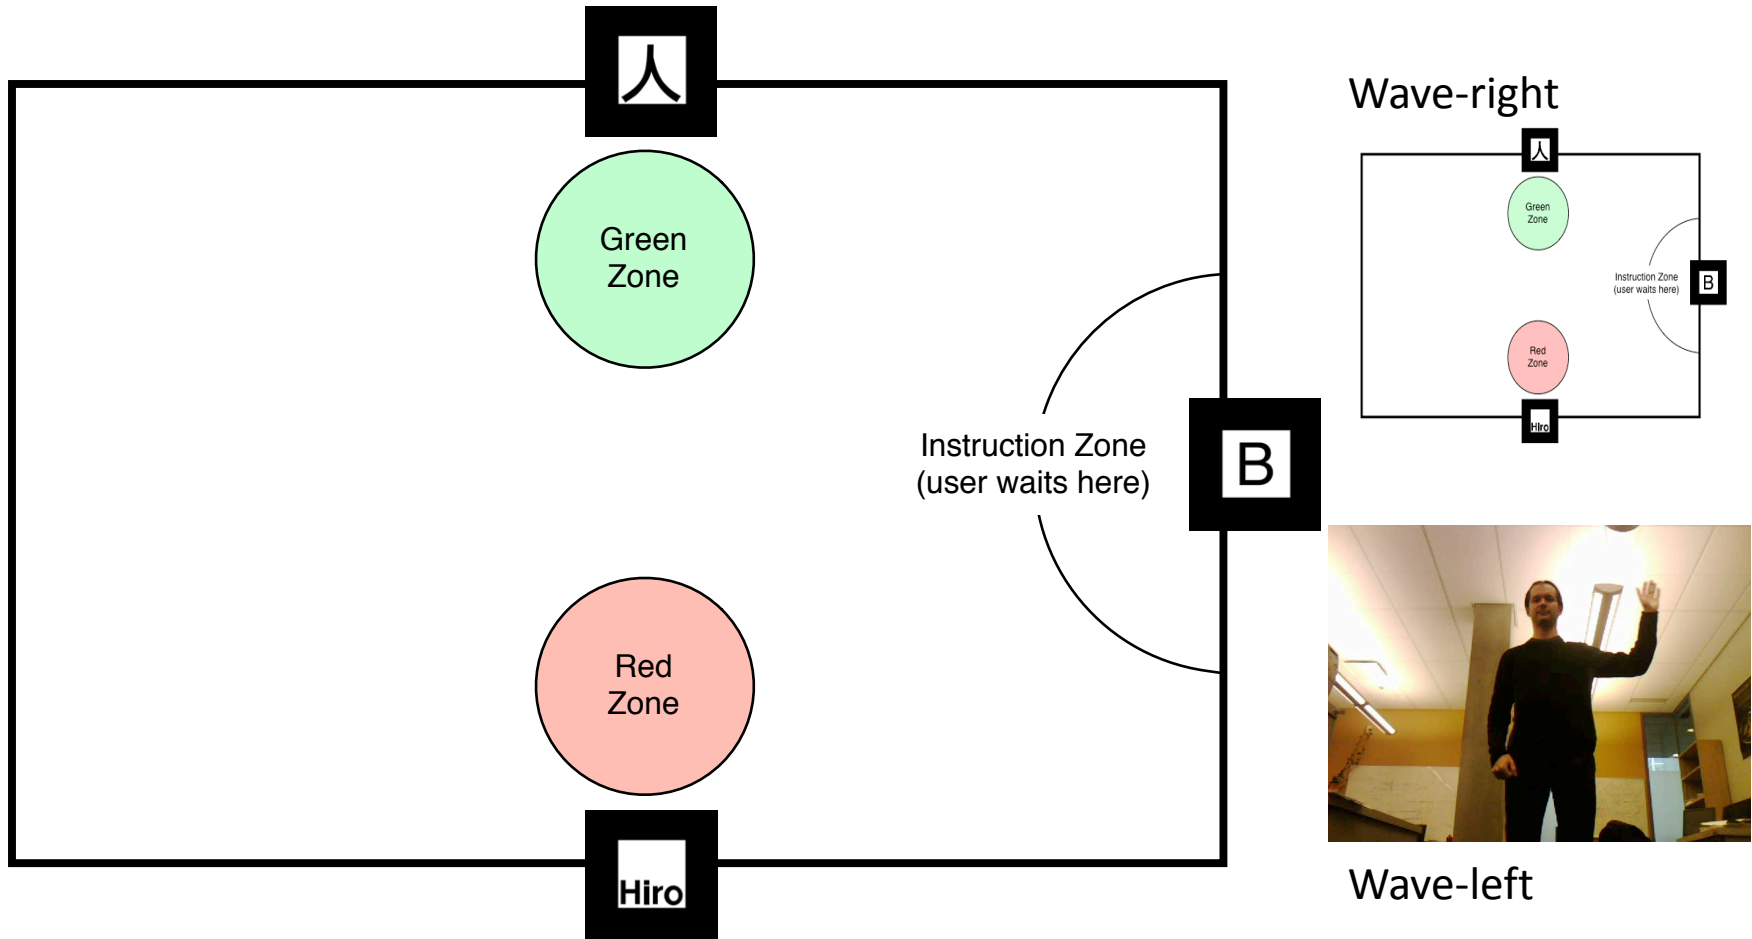 人
Green
Zone
Instruction Zone
(user waits here)
B
Red
Zone
Hiro
Wave-right
人
Green
Zone
Instruction Zone
(user waits here)
B
Red
Zone
Hiro
Wave-left